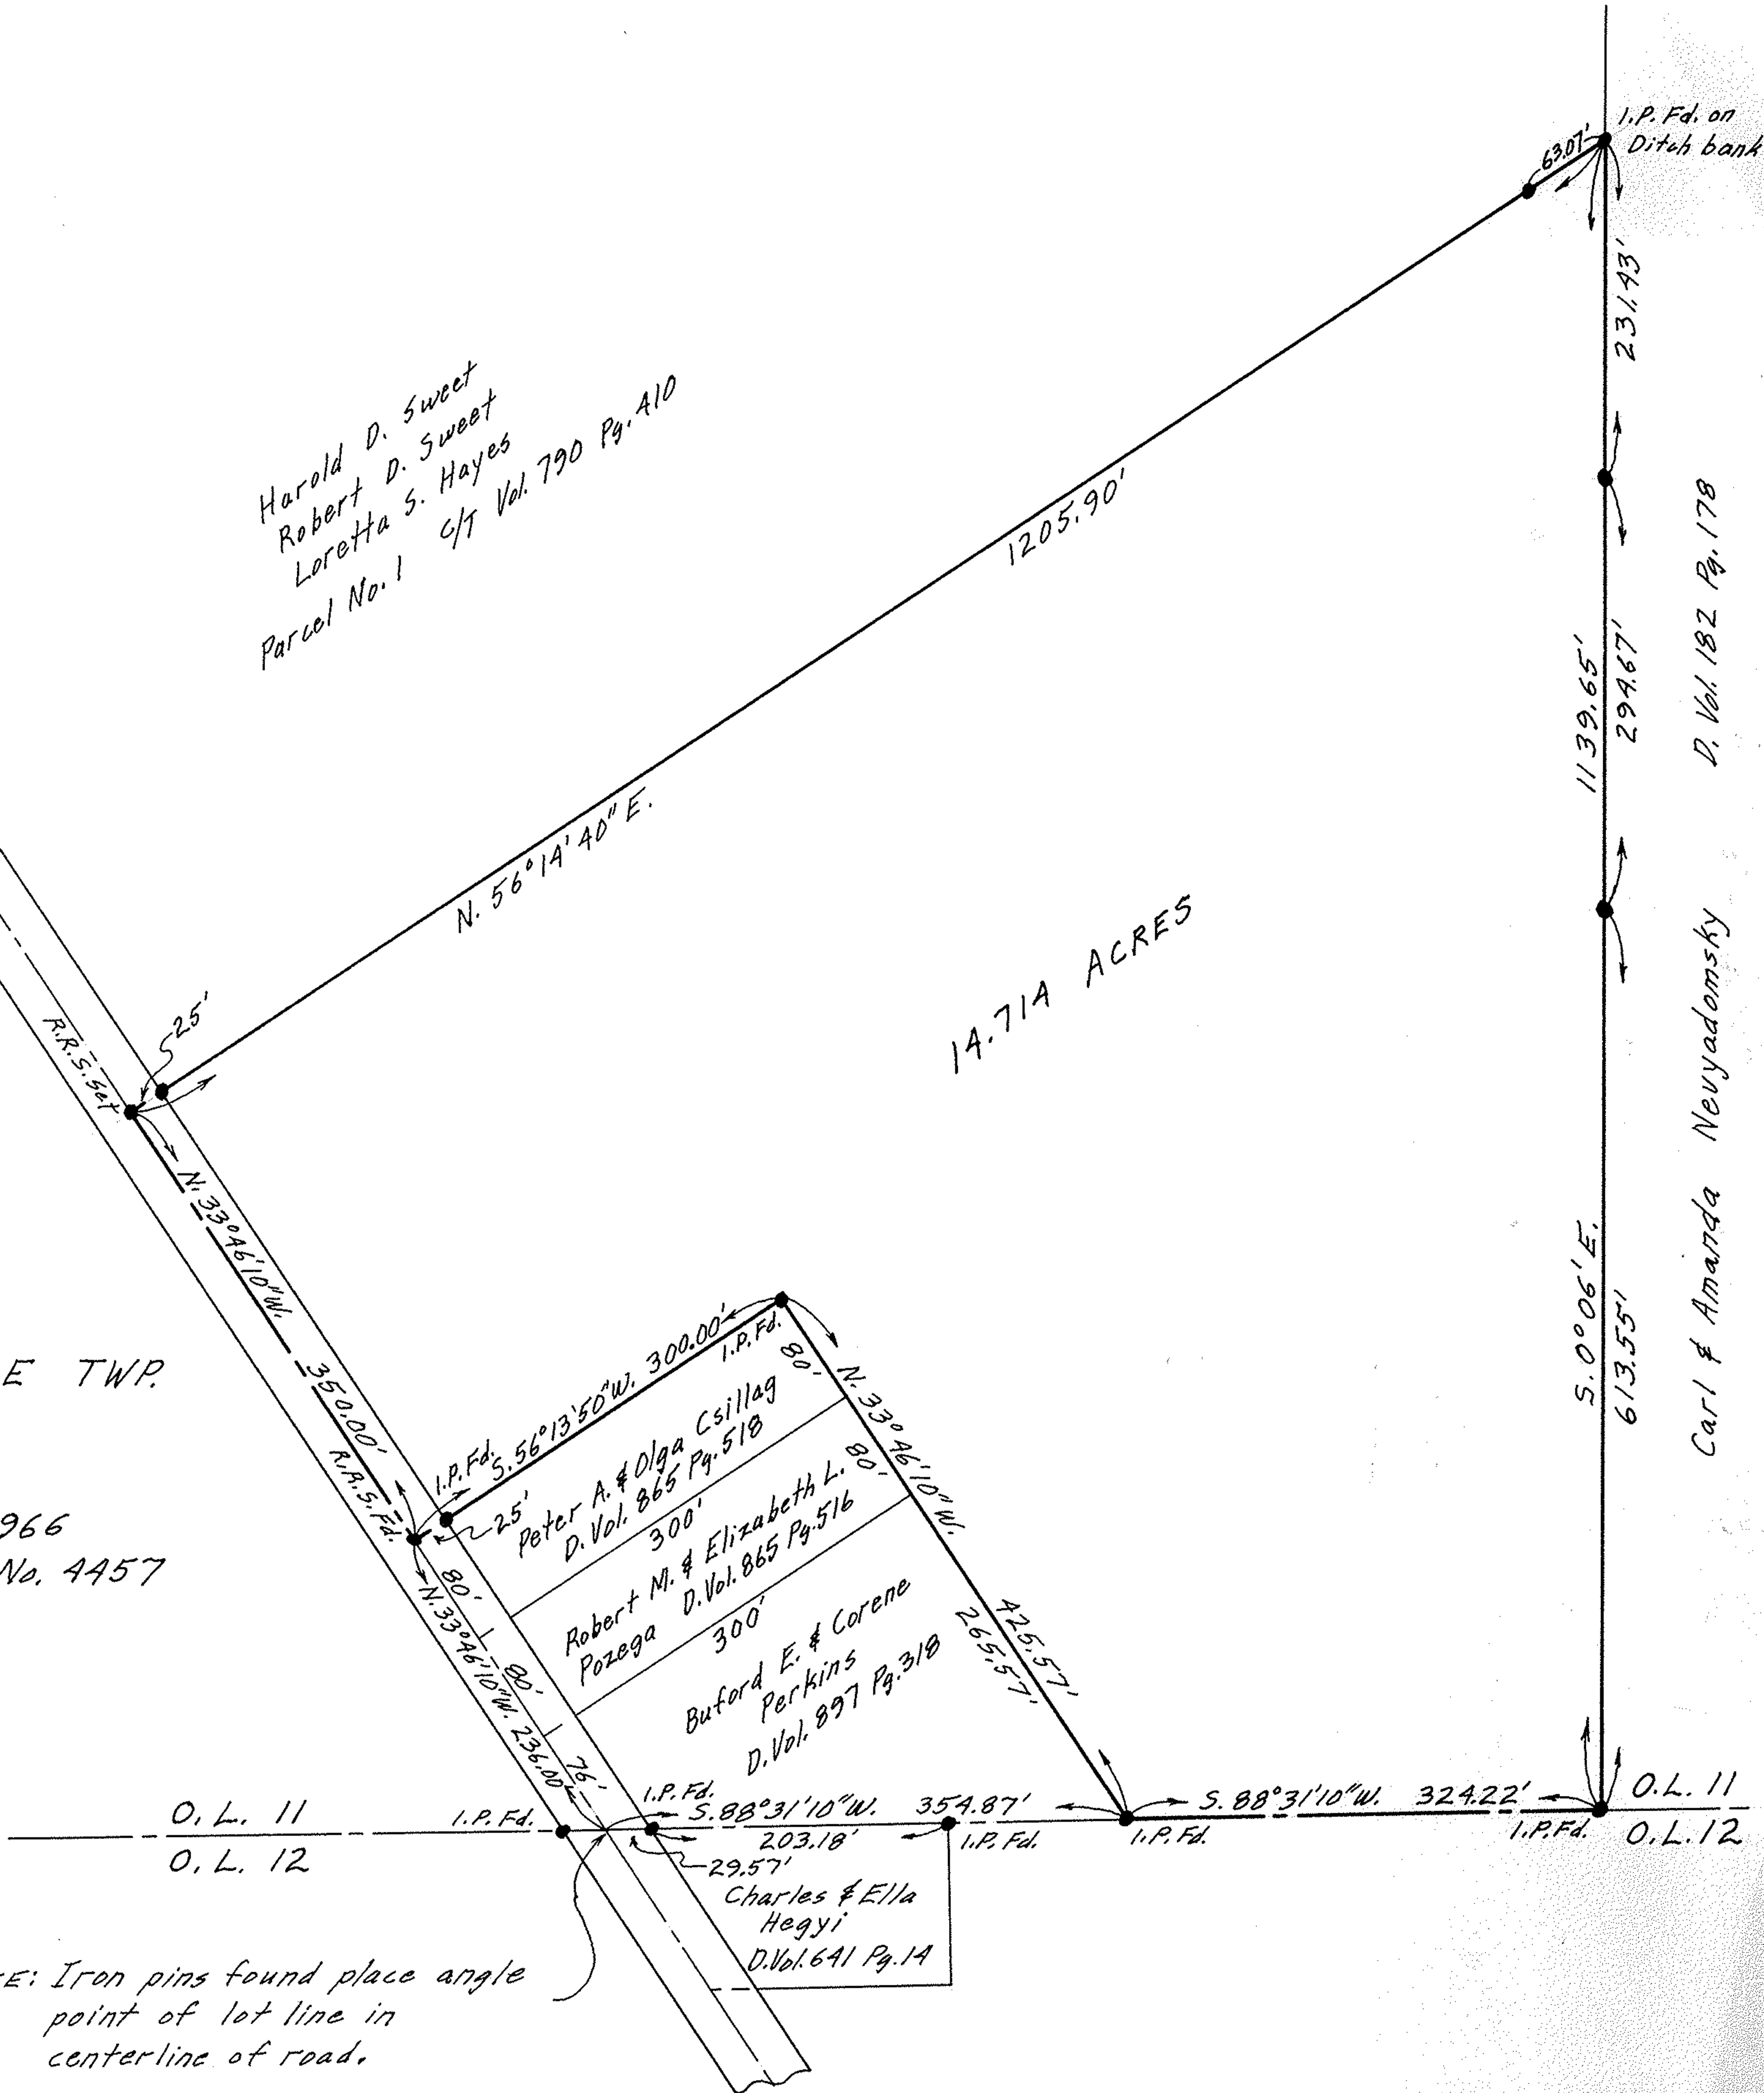 I.P. Fd. on
Ditch bank
63.07'
231.43'
Harold D. Sweet
Robert D. Sweet
Loretta S. Hayes
Parcel No. 1 C/T Vol. 790 Pg. 410
1205.90'
N. 56°14'40" E.
1139.65'
294.67'
D. Vol. 182 Pg. 178
Carl & Amanda Nevyadomsky
14.714 ACRES
25'
R.R.S. Set
N. 33°46'10" W.
350.00'
R.R.S. Fd.
S. 0°06' E.
613.55'
E TWP.
966
No. 4457
I.P. Fd.
S. 56°13'50" W. 300.00'
I.P. Fd.
25'
80'
N. 33°46'10" W.
80'
425.57'
265.57'
Peter A. & Olga Csillag
D. Vol. 865 Pg. 518
300'
Robert M. & Elizabeth L.
Pozega D. Vol. 865 Pg. 516
300'
Buford E. & Corene
Perkins
D. Vol. 897 Pg. 318
80'
N. 33°46'10" W. 236.00
80'
76'
O.L. 11
O.L. 12
I.P. Fd.
I.P. Fd.
S. 88°31'10" W. 354.87'
203.18'
29.57'
I.P. Fd.
I.P. Fd.
S. 88°31'10" W. 324.22'
I.P. Fd.
O.L. 11
O.L. 12
Charles & Ella
Hegyi
D. Vol. 641 Pg. 14
E: Iron pins found place angle
point of lot line in
centerline of road.